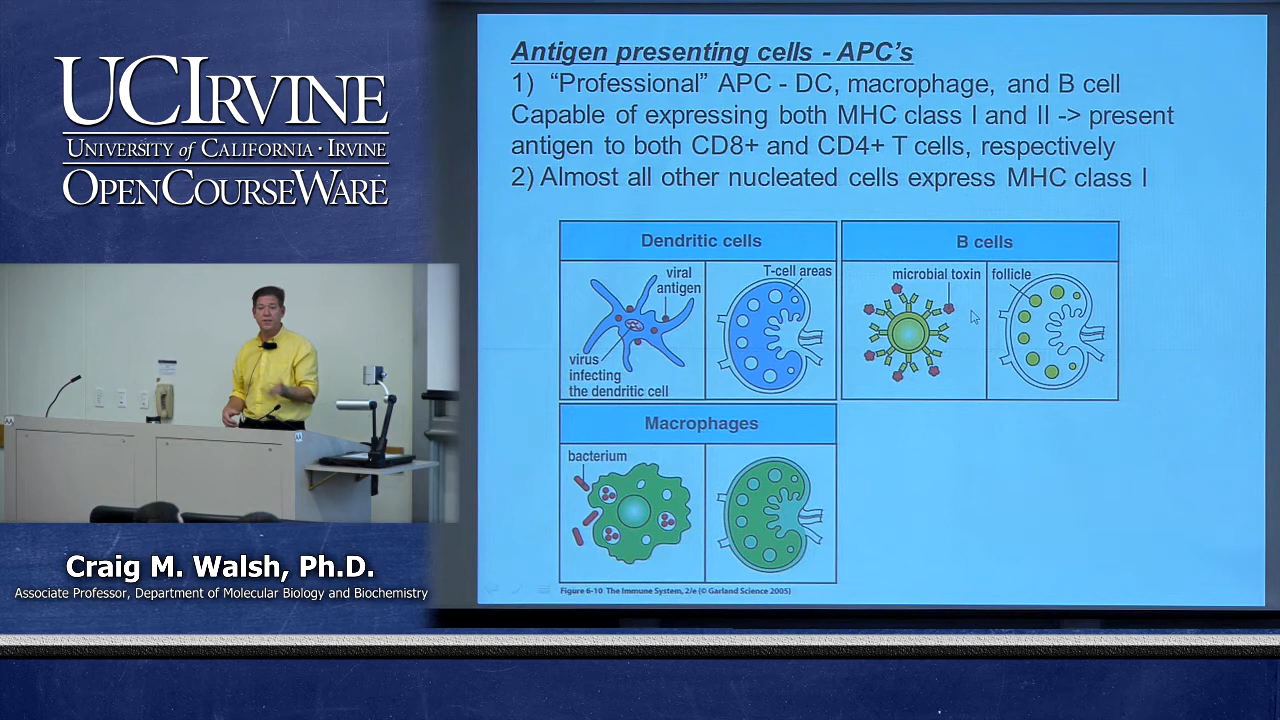 UCIRVINE
UNIVERSITY of CALIFORNIA · IRVINE
OPENCOURSEWARE
Craig M. Walsh, Ph.D.
Associate Professor, Department of Molecular Biology and Biochemistry
Antigen presenting cells - APC's
1) “Professional” APC - DC, macrophage, and B cell
Capable of expressing both MHC class I and II -> present
antigen to both CD8+ and CD4+ T cells, respectively
2) Almost all other nucleated cells express MHC class I
Dendritic cells
viral
antigen
virus
infecting
the dendritic cell
T-cell areas
B cells
microbial toxin
follicle
Macrophages
bacterium
Figure 6-10 The Immune System, 2/e (© Garland Science 2005)